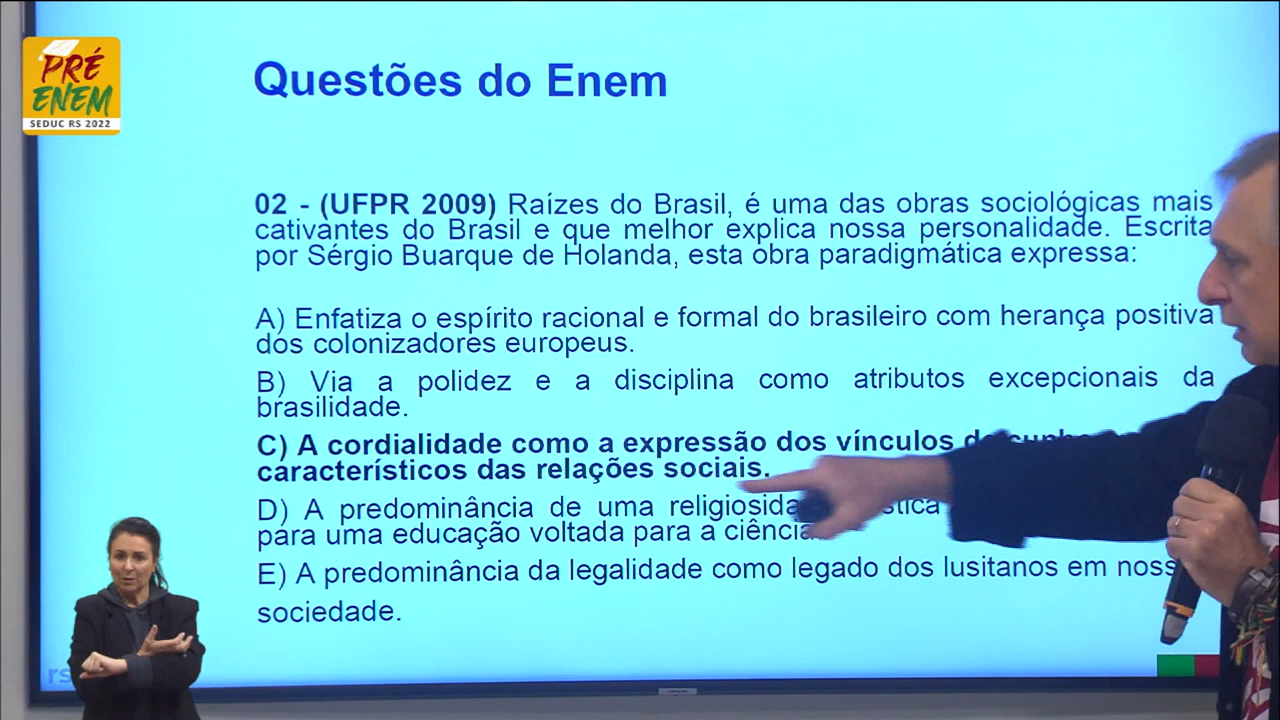 PRÉ
ENEM
SEDUC RS 2022
Questões do Enem
02 - (UFPR 2009) Raízes do Brasil, é uma das obras sociológicas mais
cativantes do Brasil e que melhor explica nossa personalidade. Escrita
por Sérgio Buarque de Holanda, esta obra paradigmática expressa:
A) Enfatiza o espírito racional e formal do brasileiro com herança positiva
dos colonizadores europeus.
B) Via a polidez e a disciplina como atributos excepcionais da
brasilidade.
C) A cordialidade como a expressão dos vínculos
característicos das relações sociais.
D) A predominância de uma
para uma educação voltada para a
E) A predominância da legalidade como legado dos lusitanos em
sociedade.
rs